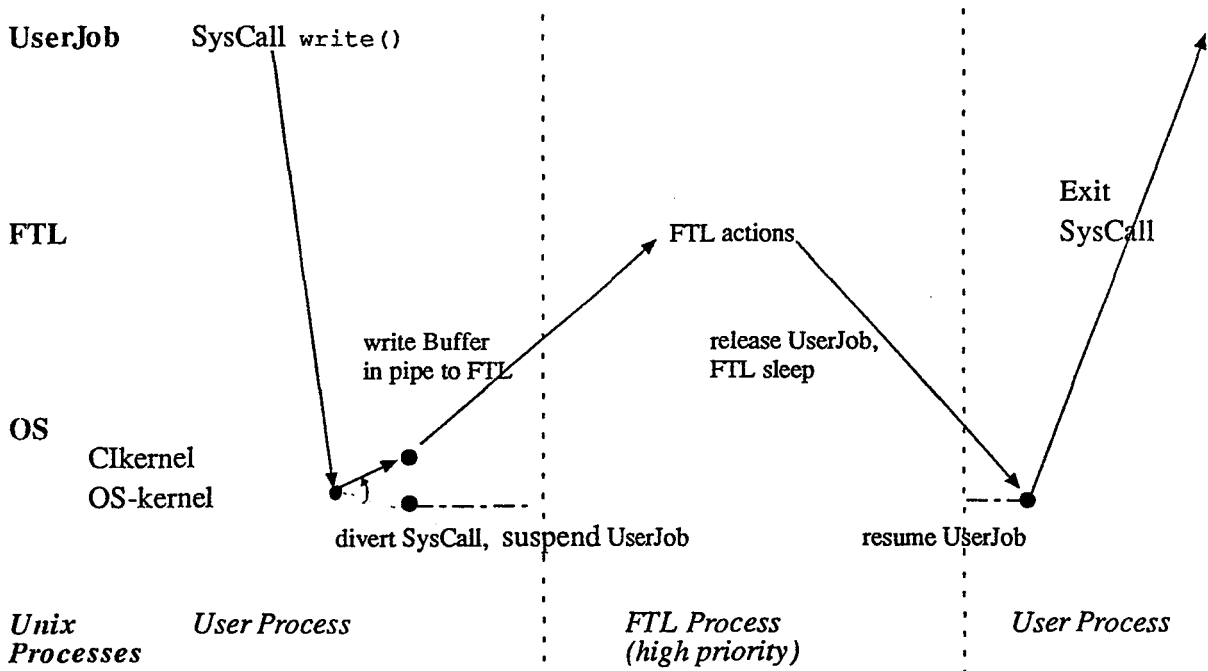 UserJob SysCall write()
Exit
SysCall
FTL FTL actions
write Buffer
in pipe to FTL
release UserJob,
FTL sleep
OS
CIkernel
OS-kernel
divert SysCall, suspend UserJob
resume UserJob
Unix
Processes
User Process
FTL Process
(high priority)
User Process